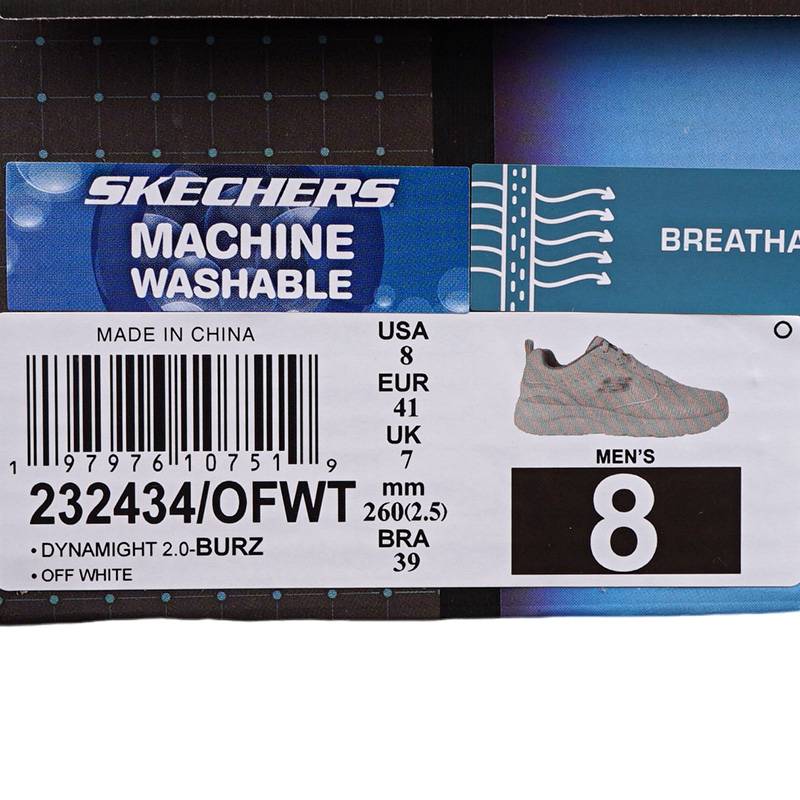 SKECHERS
MACHINE
WASHABLE
BREATHA
MADE IN CHINA
1 97976 10751 9
232434/OFWT
• DYNAMIGHT 2.0-BURZ
• OFF WHITE
USA
8
EUR
41
UK
7
mm
260(2.5)
BRA
39
MEN'S
8